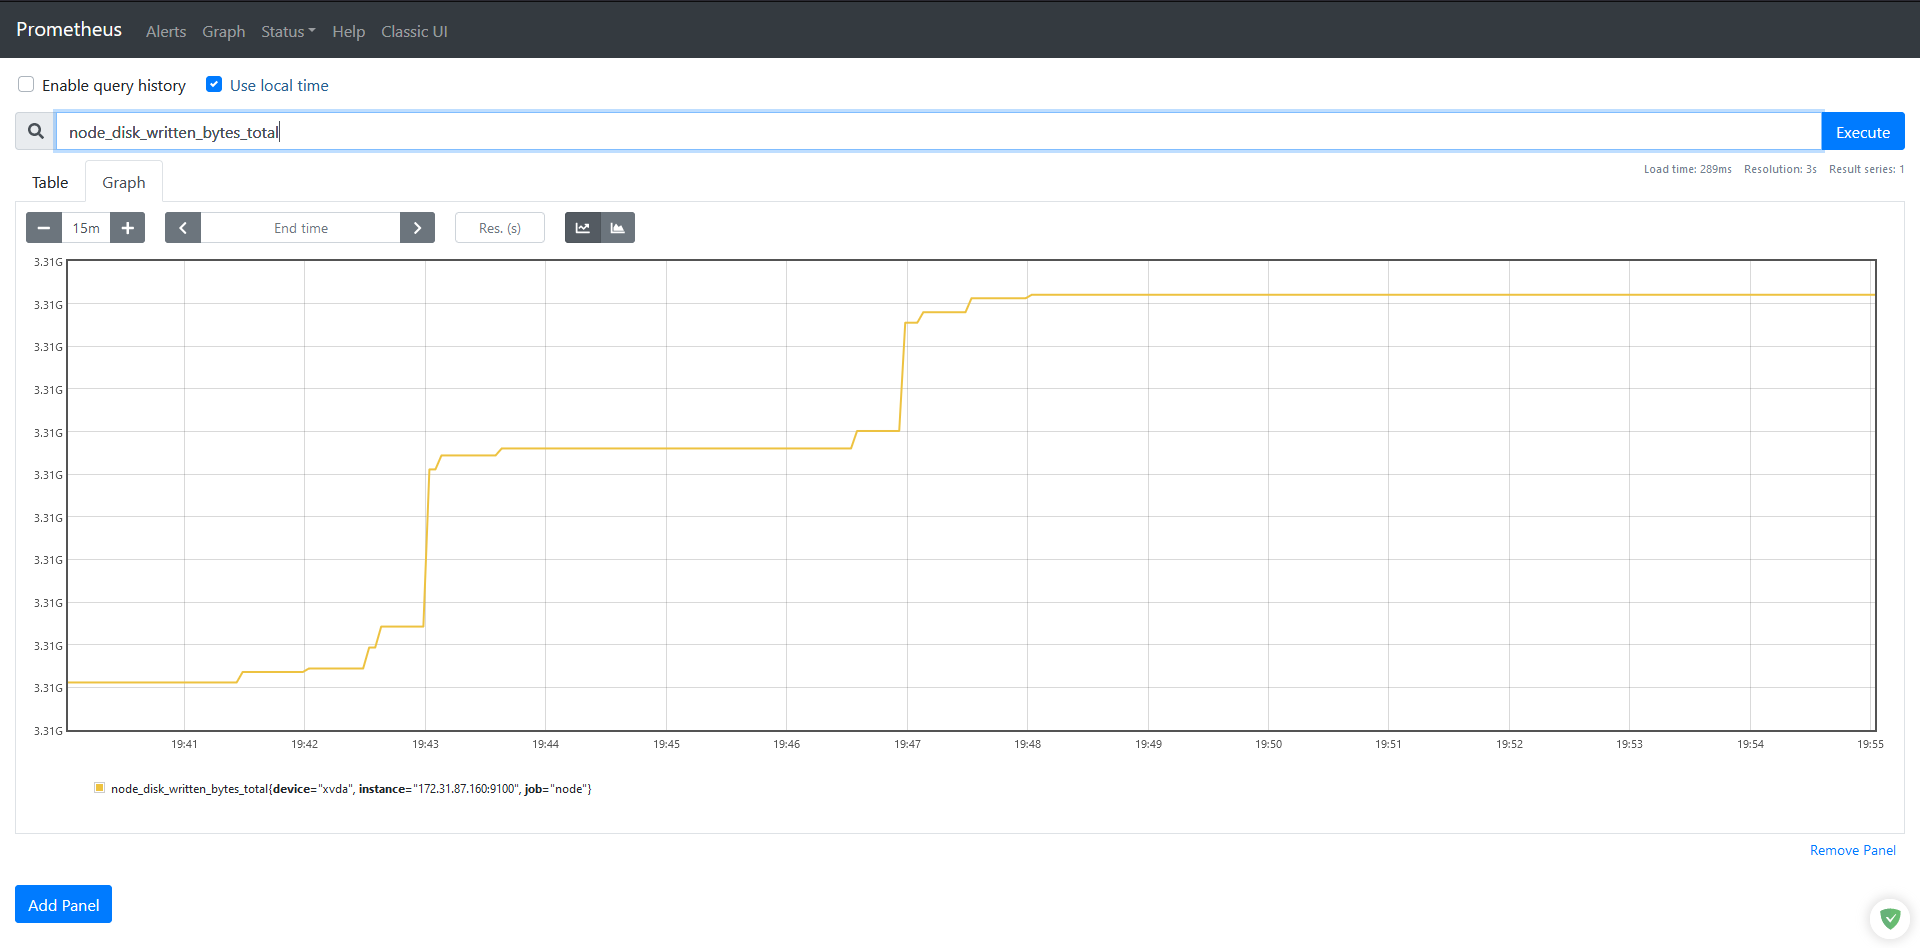 Prometheus Alerts Graph Status Help Classic UI
Enable query history Use local time
node_disk_written_bytes_total Execute
Table Graph Load time: 289ms Resolution: 3s Result series: 1
15m End time Res. (s)
3.31G
3.31G
3.31G
3.31G
3.31G
3.31G
3.31G
3.31G
3.31G
3.31G
3.31G
3.31G
19:41 19:42 19:43 19:44 19:45 19:46 19:47 19:48 19:49 19:50 19:51 19:52 19:53 19:54 19:55
node_disk_written_bytes_total{device="xvda", instance="172.31.87.160:9100", job="node"}
Remove Panel
Add Panel